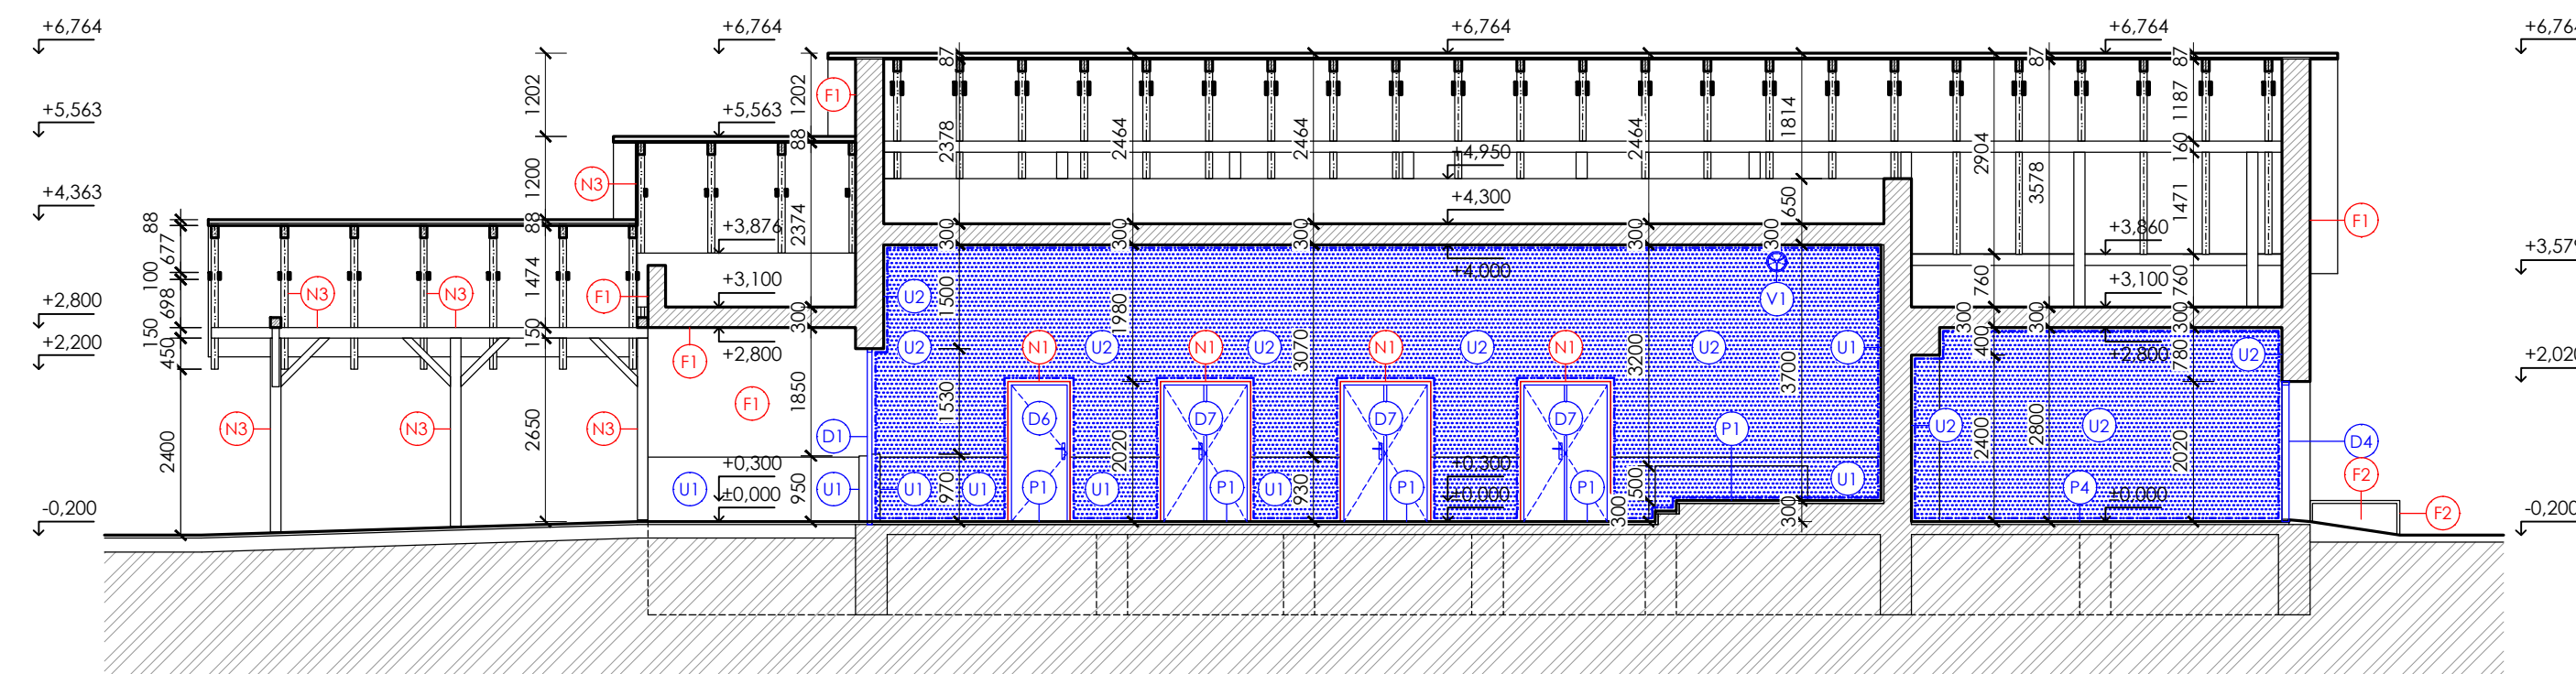 +6,764
+6,764
+6,764
+6,764
+6,764
+5,563
+5,563
+4,363
+2,800
+2,200
-0,200
1202
1200
88
88
677
100
698
150
450
2400
1474
150
2650
N3
N3
N3
N3
N3
N3
F1
F1
F1
F1
1202
88
2374
+3,876
+3,100
300
+2,800
1850
+0,300
±0,000
950
U1
U1
D1
87
2378
2464
2464
2464
1814
+4,950
+4,300
650
300
300
300
300
300
+4,000
V1
1500
1980
3070
3200
3700
U2
U2
U2
U2
U2
U2
U1
N1
N1
N1
N1
1530
2020
D6
D7
D7
D7
P1
970
930
500
+0,300
±0,000
U1
U1
U1
U1
U1
P1
P1
P1
P1
300
300
87
87
2904
3578
1187
160
1471
F1
+3,860
+3,100
760
760
300
300
300
+2,800
400
780
U2
U2
U2
2400
2800
2020
P4
±0,000
D4
F2
F2
+3,579
+2,020
-0,200